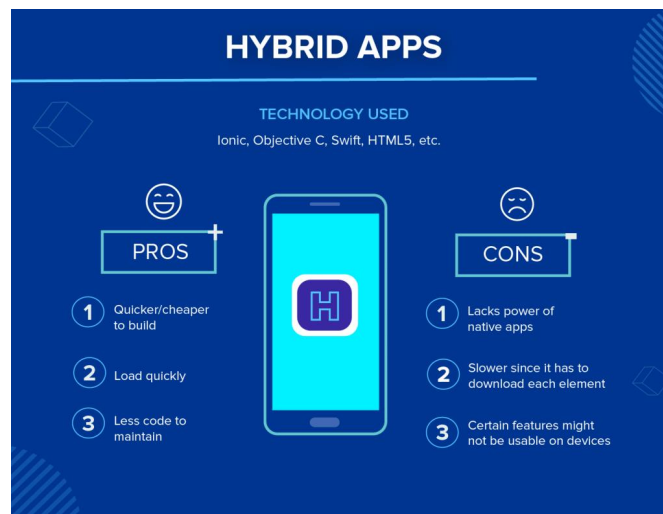 HYBRID APPS
TECHNOLOGY USED
Ionic, Objective C, Swift, HTML5, etc.
PROS
1 Quicker/cheaper
to build
2 Load quickly
3 Less code to
maintain
H
CONS
1 Lacks power of
native apps
2 Slower since it has to
download each element
3 Certain features might
not be usable on devices